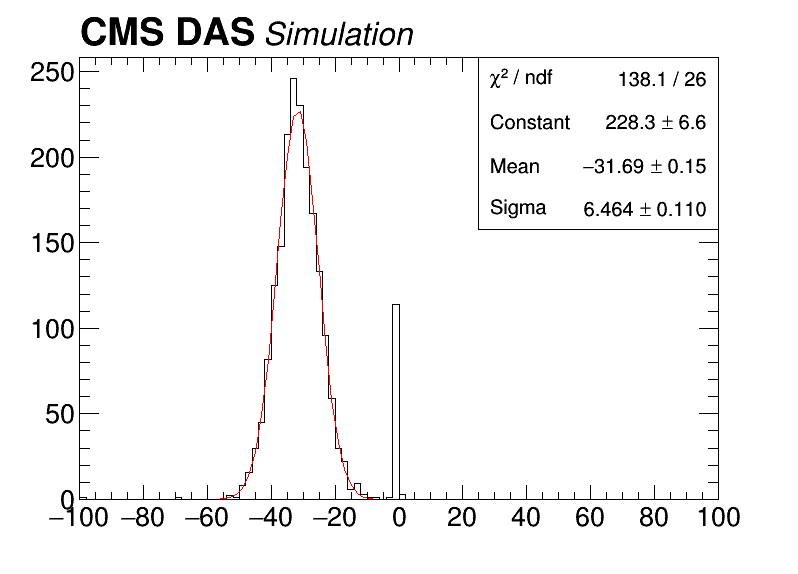 CMS DAS Simulation
χ² / ndf 138.1 / 26
Constant 228.3 ± 6.6
Mean −31.69 ± 0.15
Sigma 6.464 ± 0.110
250
200
150
100
50
0
−100 −80 −60 −40 −20 0 20 40 60 80 100